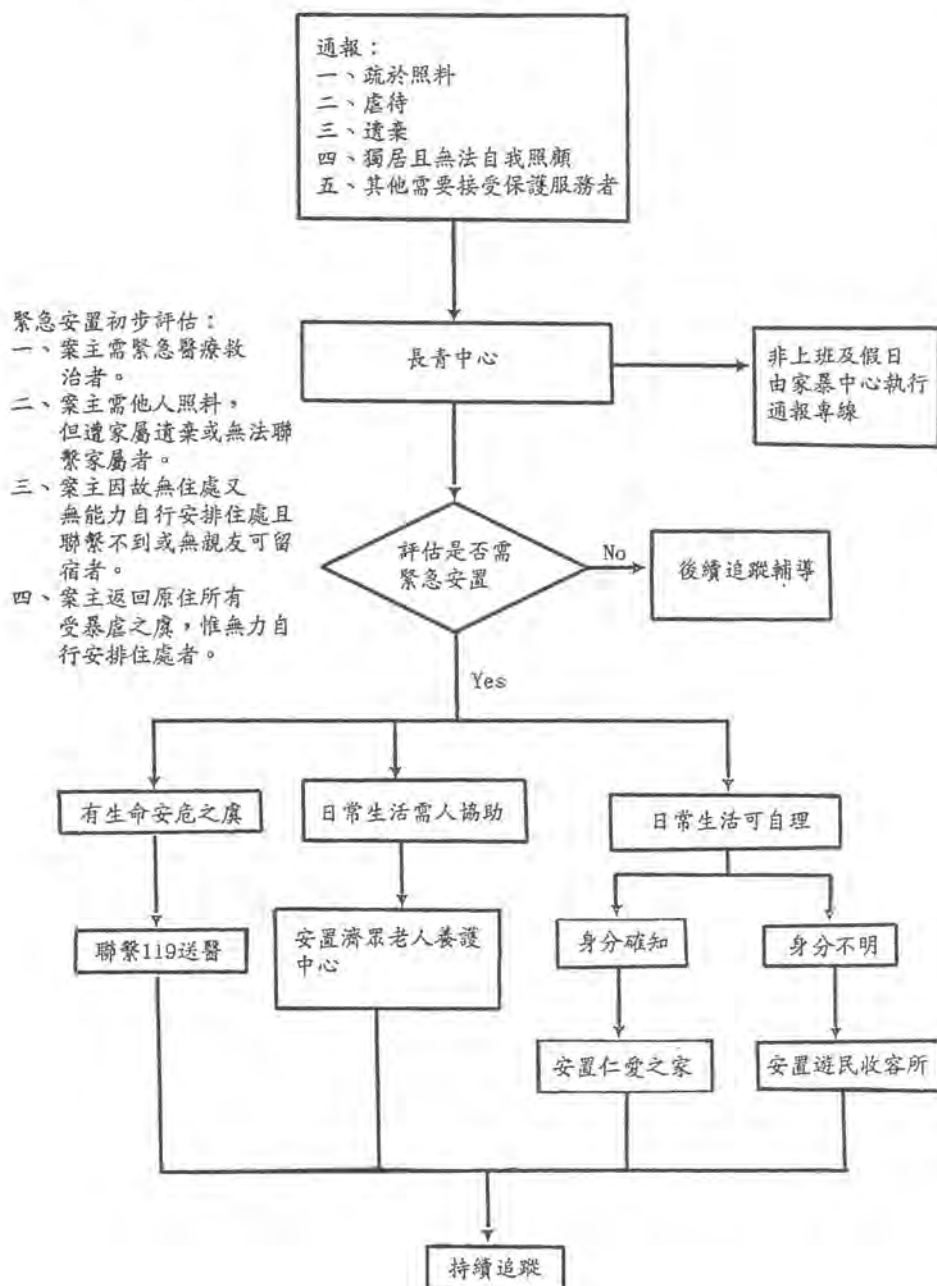 通報：
一、疏於照料
二、虐待
三、遺棄
四、獨居且無法自我照顧
五、其他需要接受保護服務者
緊急安置初步評估：
一、案主需緊急醫療救
治者。
二、案主需他人照料，
但遭家屬遺棄或無法聯
繫家屬者。
三、案主因故無住處又
無能力自行安排住處且
聯繫不到或無親友可留
宿者。
四、案主返回原住所有
受暴虐之虞，惟無力自
行安排住處者。
長青中心
非上班及假日
由家暴中心執行
通報專線
評估是否需
緊急安置
No
後續追蹤輔導
Yes
有生命安危之虞
日常生活需人協助
日常生活可自理
聯繫119送醫
安置濟眾老人養護
中心
身分確知
身分不明
安置仁愛之家
安置遊民收容所
持續追蹤